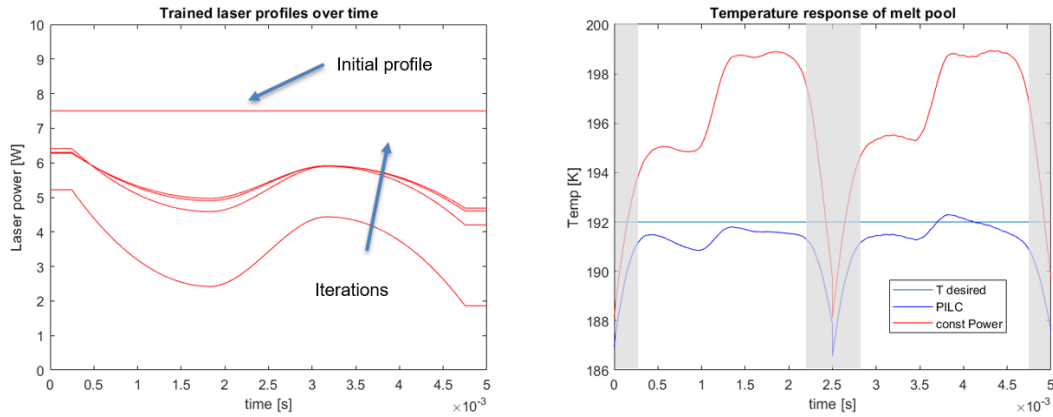 Trained laser profiles over time
10
9
8
7
6
5
4
3
2
1
0
Laser power [W]
Initial profile
Iterations
0 0.5 1 1.5 2 2.5 3 3.5 4 4.5 5
time [s]
×10⁻³
Temperature response of melt pool
200
198
196
194
192
190
188
186
Temp [K]
T desired
PILC
const Power
0 0.5 1 1.5 2 2.5 3 3.5 4 4.5 5
time [s]
×10⁻³